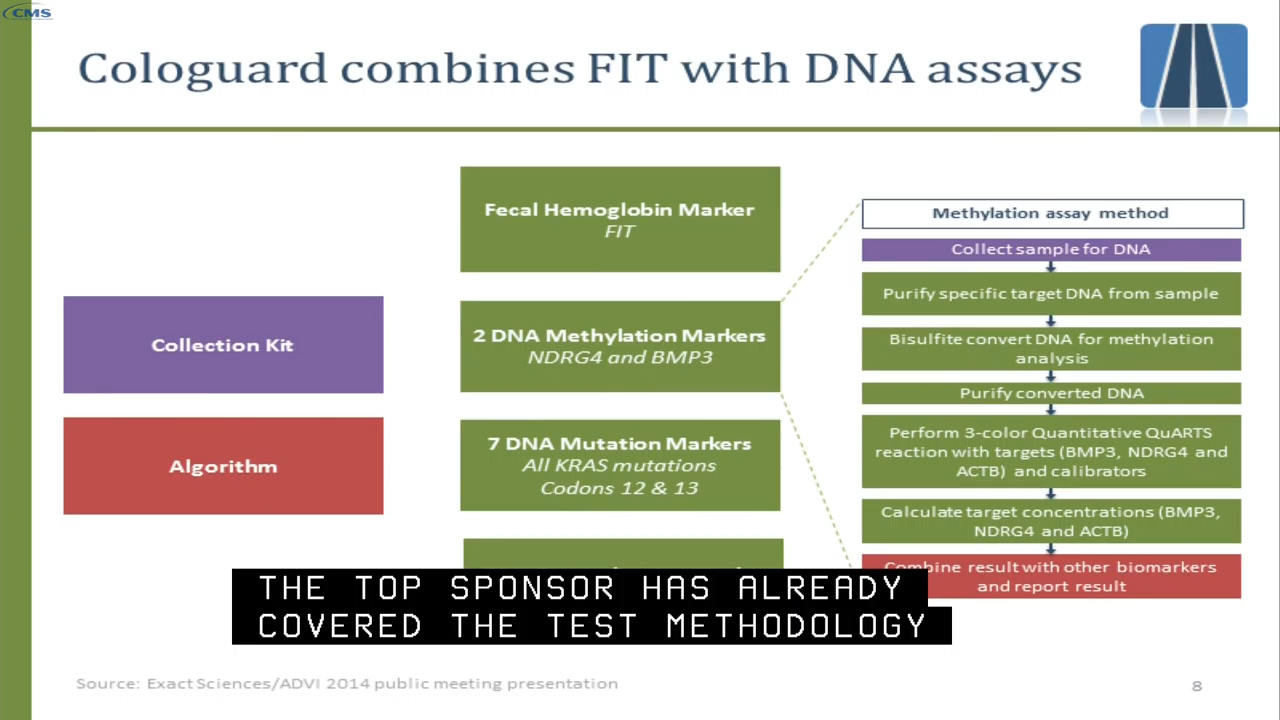 CMS
Cologuard combines FIT with DNA assays
Collection Kit
Algorithm
Fecal Hemoglobin Marker
FIT
2 DNA Methylation Markers
NDRG4 and BMP3
7 DNA Mutation Markers
All KRAS mutations
Codons 12 & 13
Methylation assay method
Collect sample for DNA
Purify specific target DNA from sample
Bisulfite convert DNA for methylation
analysis
Purify converted DNA
Perform 3-color Quantitative QuARTS
reaction with targets (BMP3, NDRG4 and
ACTB) and calibrators
Calculate target concentrations (BMP3,
NDRG4 and ACTB)
Combine result with other biomarkers
and report result
THE TOP SPONSOR HAS ALREADY
COVERED THE TEST METHODOLOGY
Source: Exact Sciences/ADVI 2014 public meeting presentation
8